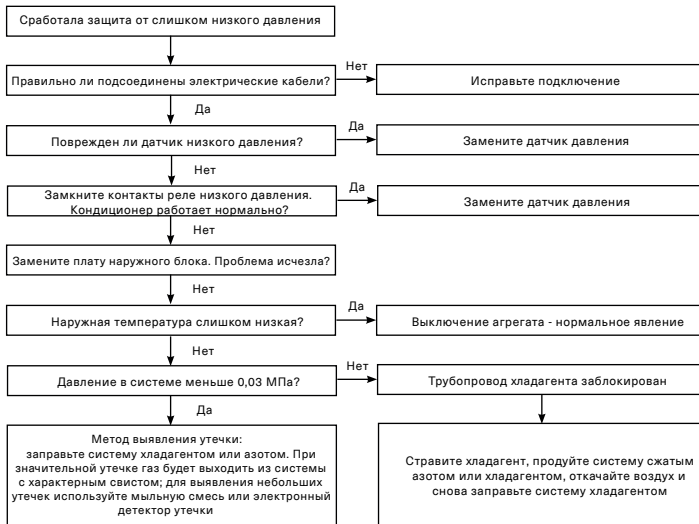 Сработала защита от слишком низкого давления
Правильно ли подсоединены электрические кабели?
Нет
Исправьте подключение
Да
Поврежден ли датчик низкого давления?
Да
Замените датчик давления
Нет
Замкните контакты реле низкого давления.
Кондиционер работает нормально?
Да
Замените датчик давления
Нет
Замените плату наружного блока. Проблема исчезла?
Нет
Наружная температура слишком низкая?
Да
Выключение агрегата - нормальное явление
Нет
Давление в системе меньше 0,03 МПа?
Нет
Трубопровод хладагента заблокирован
Да
Метод выявления утечки:
заправьте систему хладагентом или азотом. При
значительной утечке газ будет выходить из системы
с характерным свистом; для выявления небольших
утечек используйте мыльную смесь или электронный
детектор утечки
Стравите хладагент, продуйте систему сжатым
азотом или хладагентом, откачайте воздух и
снова заправьте систему хладагентом